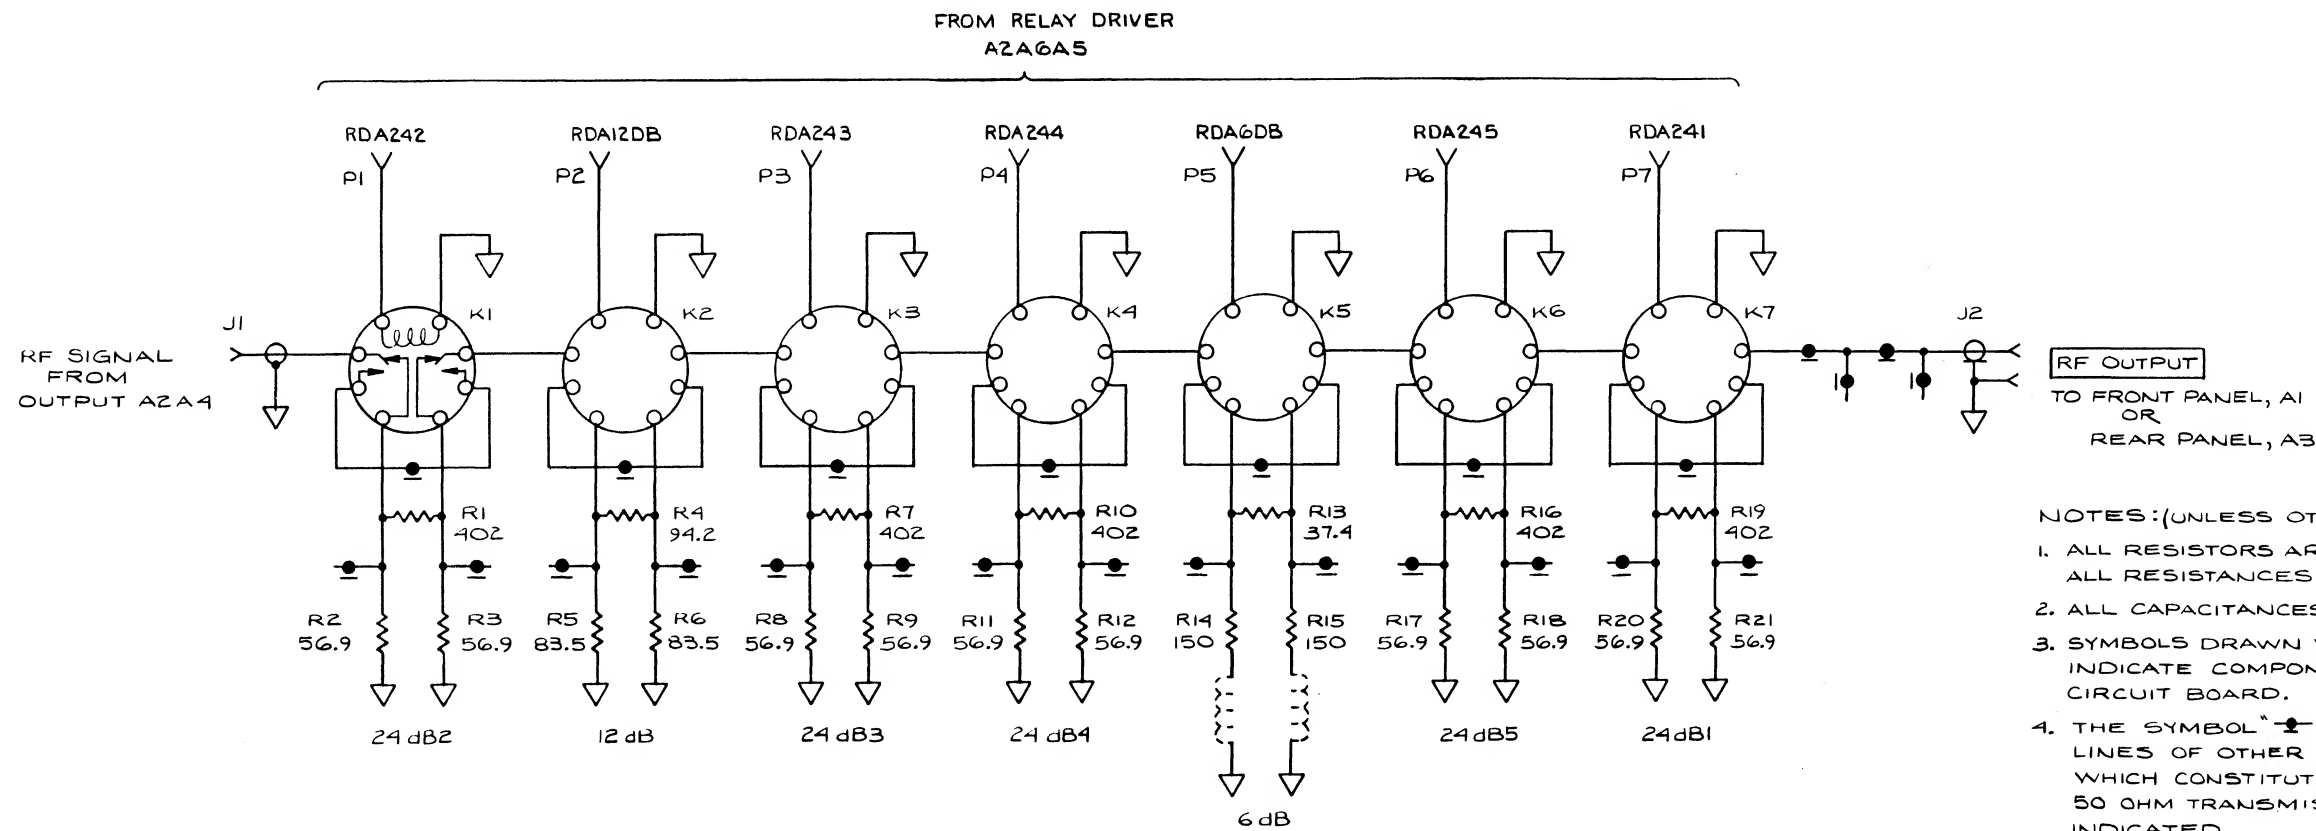 FROM RELAY DRIVER
A2A6A5
RDA242
RDA12DB
RDA243
RDA244
RDA6DB
RDA245
RDA241
P1
P2
P3
P4
P5
P6
P7
K1
K2
K3
K4
K5
K6
K7
J1
J2
RF SIGNAL
FROM
OUTPUT A2A4
RF OUTPUT
TO FRONT PANEL, A1
OR
REAR PANEL, A3
R1
402
R4
94.2
R7
402
R10
402
R13
37.4
R16
402
R19
402
R2
56.9
R3
56.9
R5
83.5
R6
83.5
R8
56.9
R9
56.9
R11
56.9
R12
56.9
R14
150
R15
150
R17
56.9
R18
56.9
R20
56.9
R21
56.9
24 dB2
12 dB
24 dB3
24 dB4
6 dB
24 dB5
24 dB1
NOTES: (UNLESS OT
1. ALL RESISTORS AR
ALL RESISTANCES
2. ALL CAPACITANCES
3. SYMBOLS DRAWN
INDICATE COMPON
CIRCUIT BOARD.
4. THE SYMBOL "
LINES OF OTHER
WHICH CONSTITUT
50 OHM TRANSMIS
INDICATED